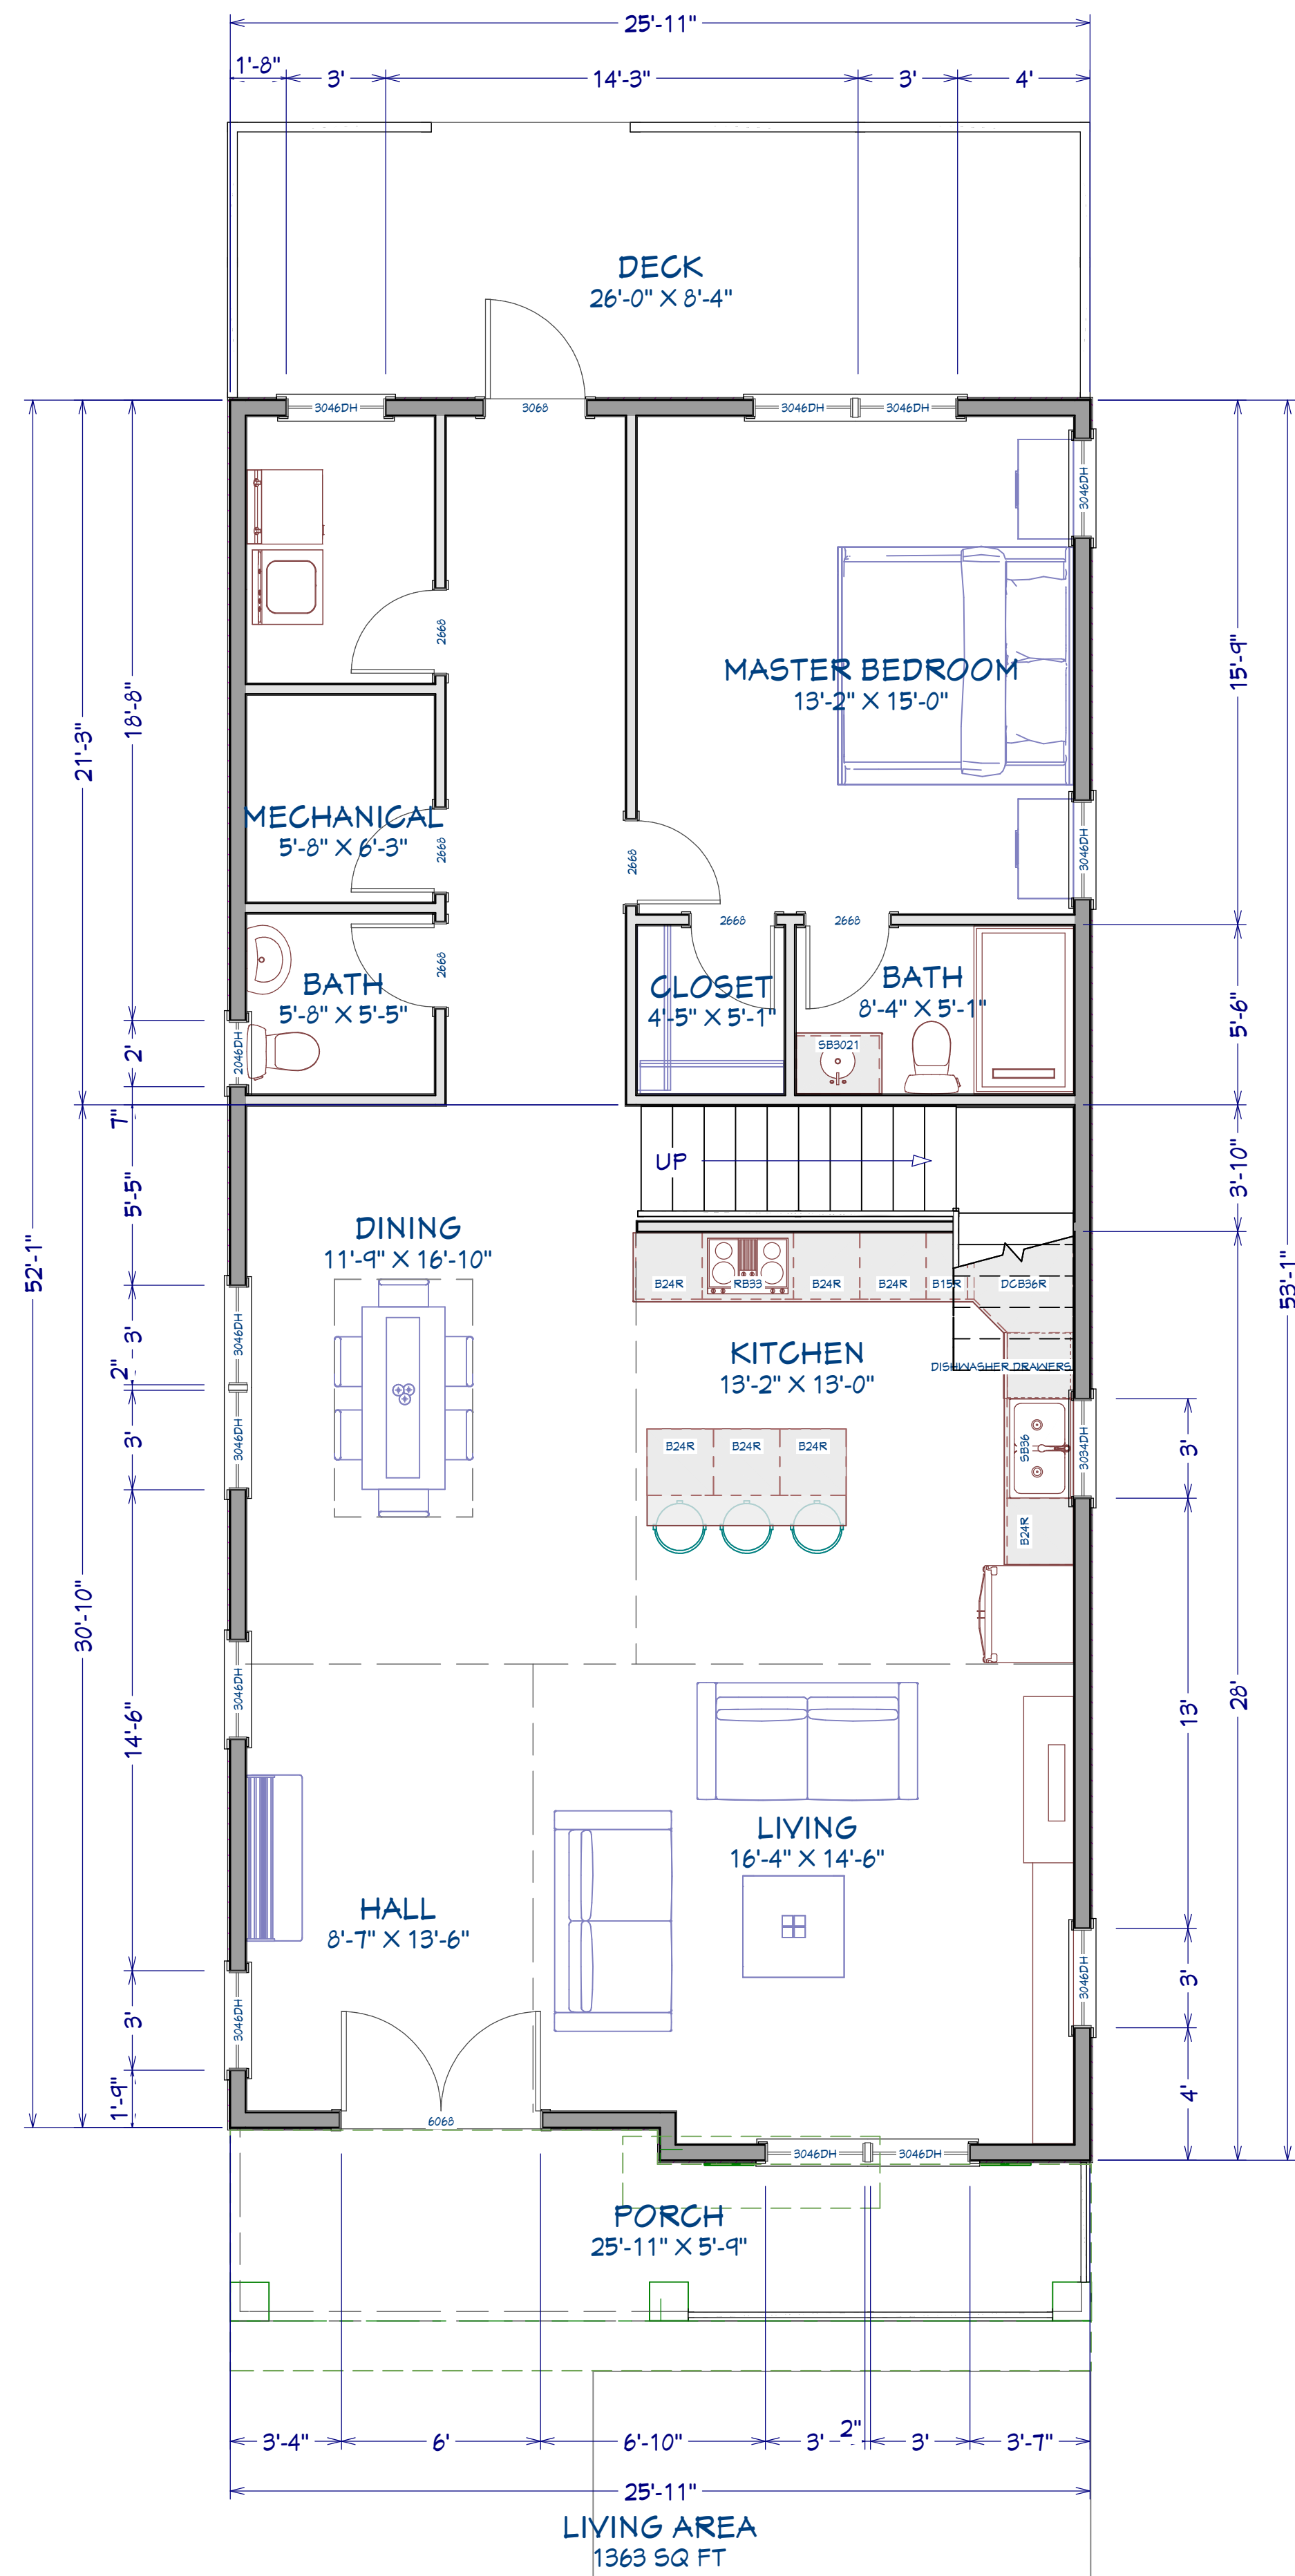 25'-11"
1'-8" 3' 14'-3" 3' 4'
DECK
26'-0" X 8'-4"
3046DH 3068 3046DH 3046DH
3046DH
2668
MASTER BEDROOM
13'-2" X 15'-0"
15'-9"
18'-8"
21'-3"
MECHANICAL
5'-8" X 6'-3"
2668
2668
3046DH
2668 2668
2668
BATH
5'-8" X 5'-5"
CLOSET
4'-5" X 5'-1"
BATH
8'-4" X 5'-1"
SB3021
2046DH
2'
5'-6"
7"
UP
5'-5"
3'-10"
DINING
11'-9" X 16'-10"
52'-1"
53'-1"
B24R RB33 B24R B24R B15R DCB36R
3046DH
3'
2"
KITCHEN
13'-2" X 13'-0"
DISHWASHER DRAWERS
3046DH
3'
B24R B24R B24R
SB36
3034DH
3'
B24R
30'-10"
3046DH
14'-6"
13'
28'
LIVING
16'-4" X 14'-6"
HALL
8'-7" X 13'-6"
3046DH
3'
3046DH
3'
1'-9"
4'
6068
3046DH 3046DH
PORCH
25'-11" X 5'-9"
3'-4" 6' 6'-10" 3' 2" 3' 3'-7"
25'-11"
LIVING AREA
1363 SQ FT